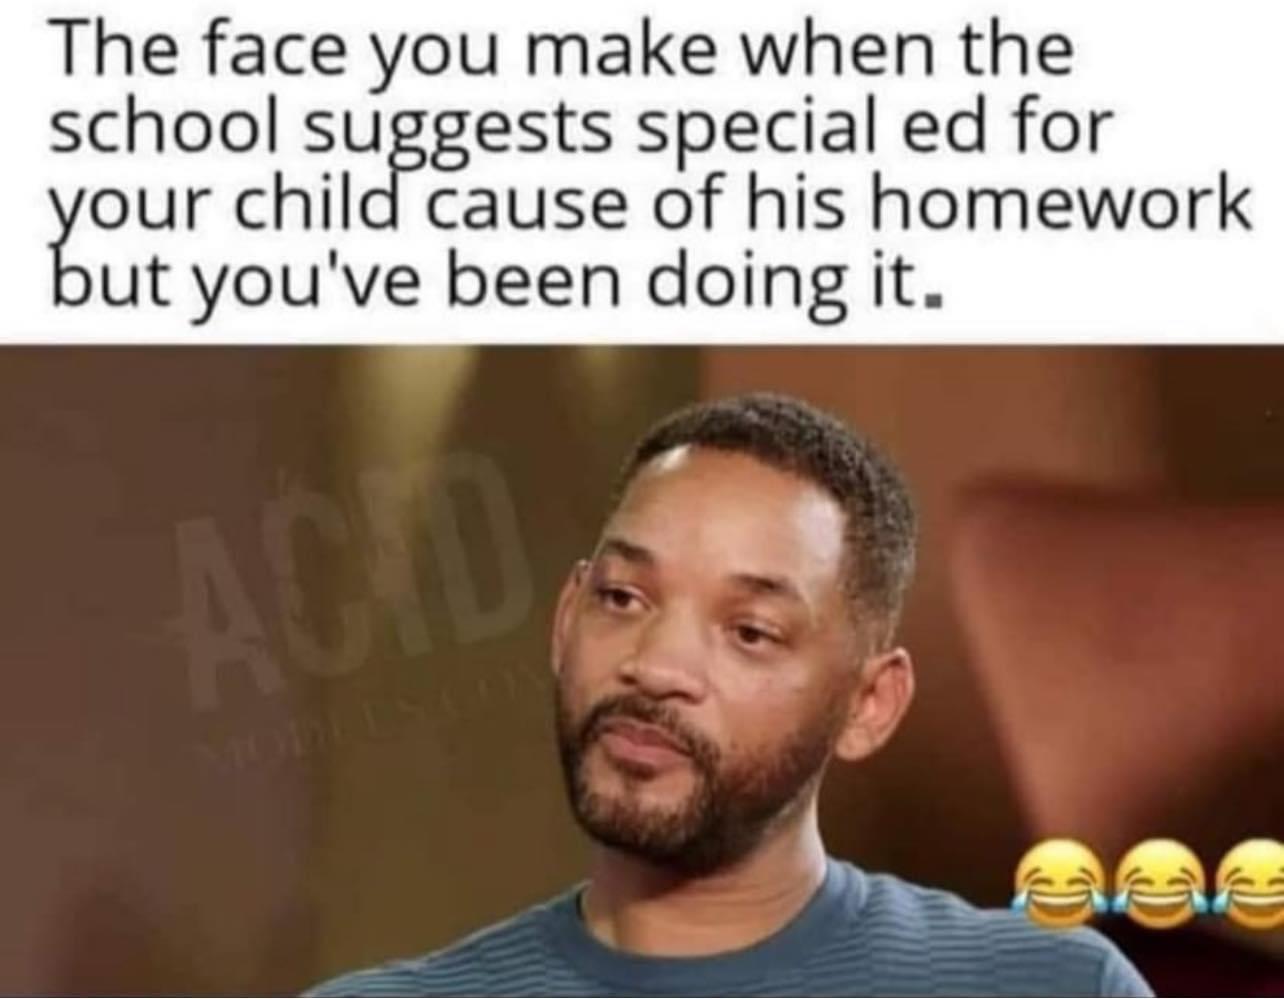 The face you make when the
school suggests special ed for
your child cause of his homework
but you've been doing it.
ACID